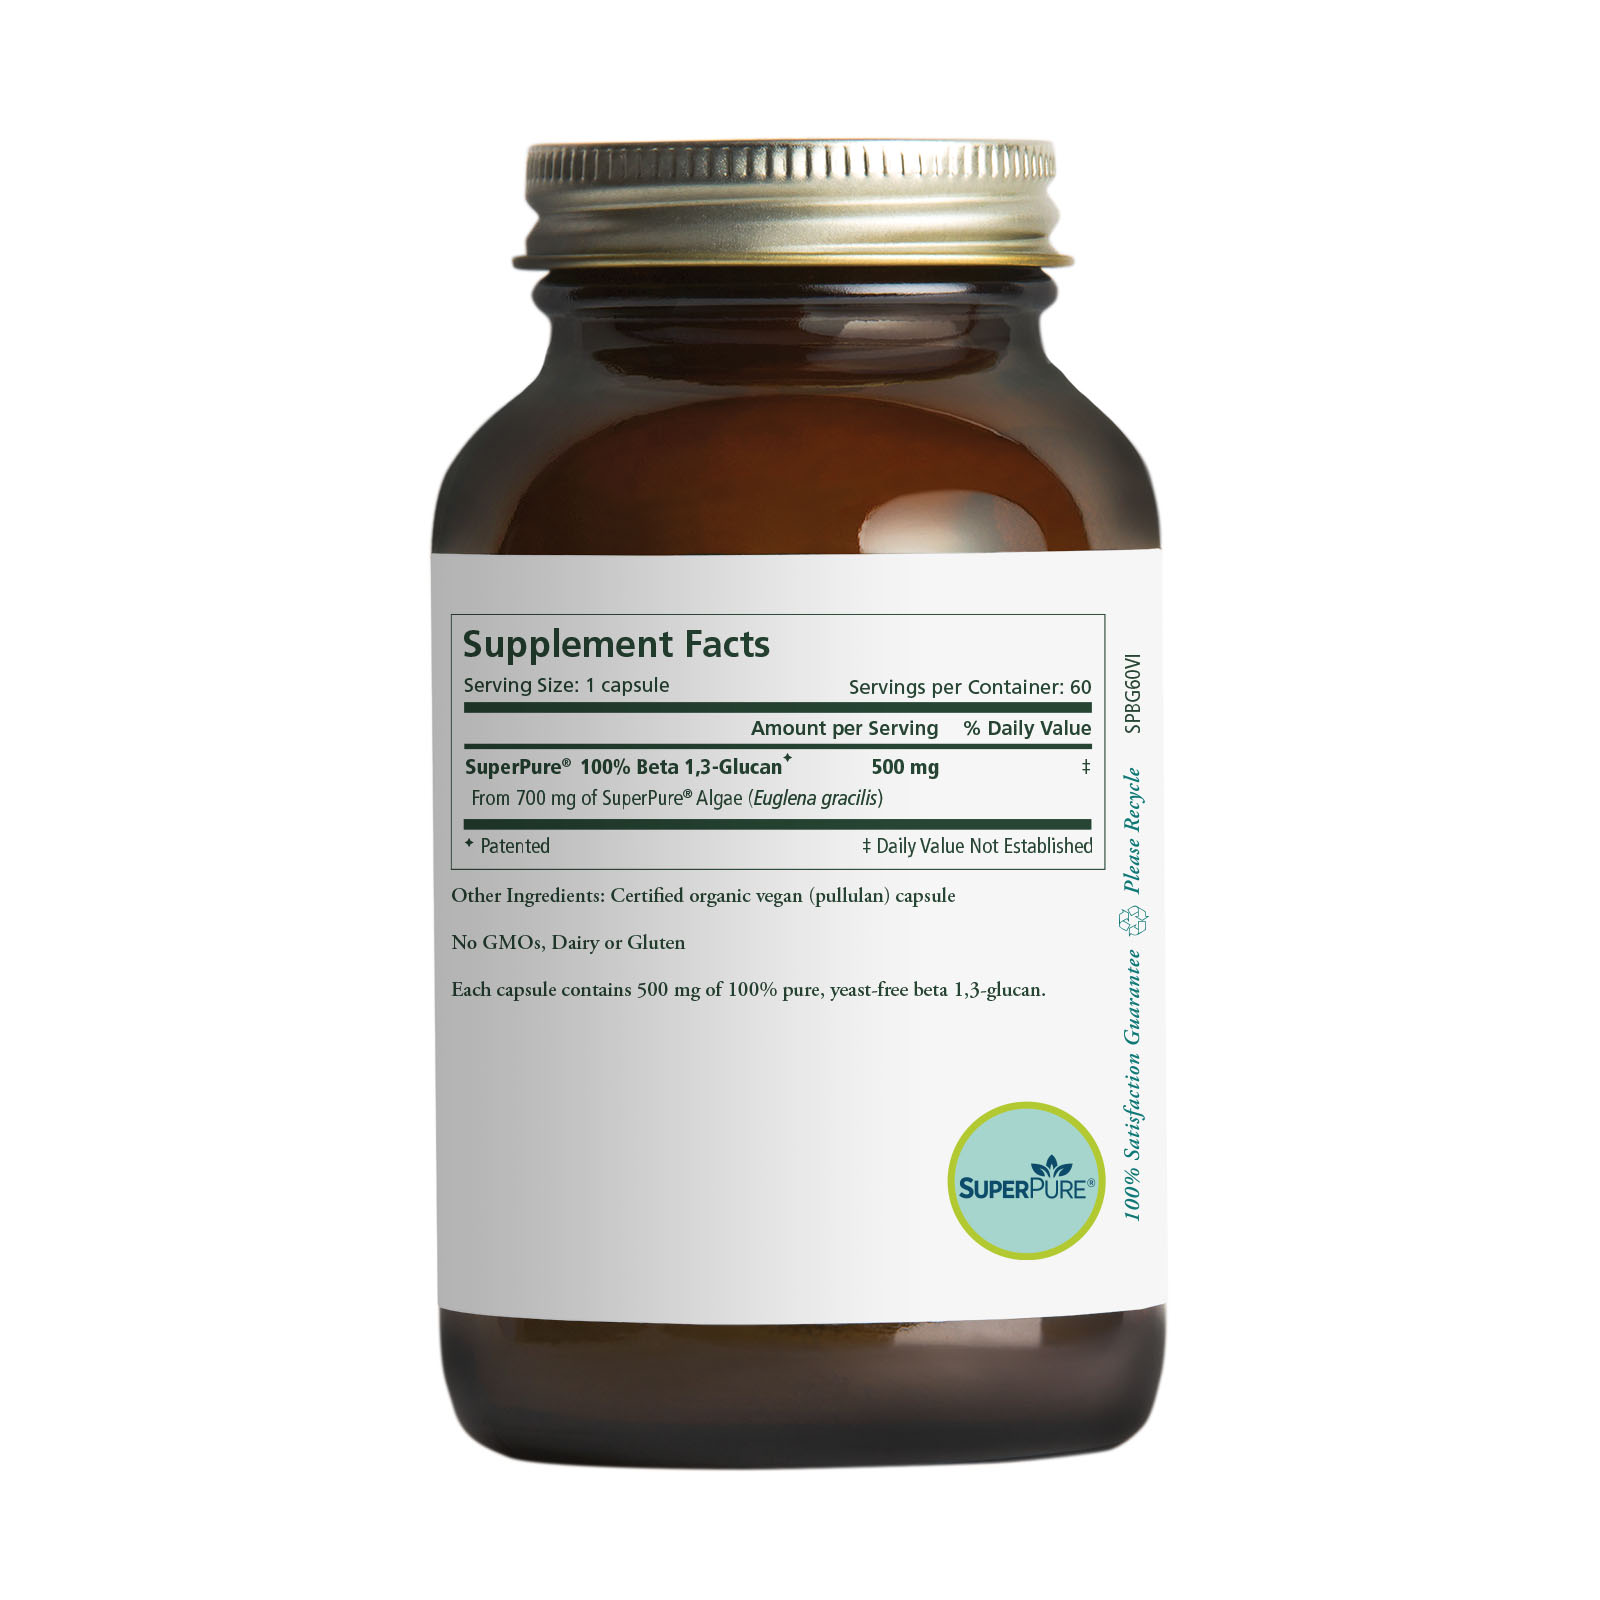 Supplement Facts
Serving Size: 1 capsule Servings per Container: 60
Amount per Serving % Daily Value
SuperPure® 100% Beta 1,3-Glucan✦ 500 mg ‡
From 700 mg of SuperPure® Algae (Euglena gracilis)
✦ Patented ‡ Daily Value Not Established
Other Ingredients: Certified organic vegan (pullulan) capsule
No GMOs, Dairy or Gluten
Each capsule contains 500 mg of 100% pure, yeast-free beta 1,3-glucan.
SUPERPURE®
100% Satisfaction Guarantee Please Recycle SPBG60VI